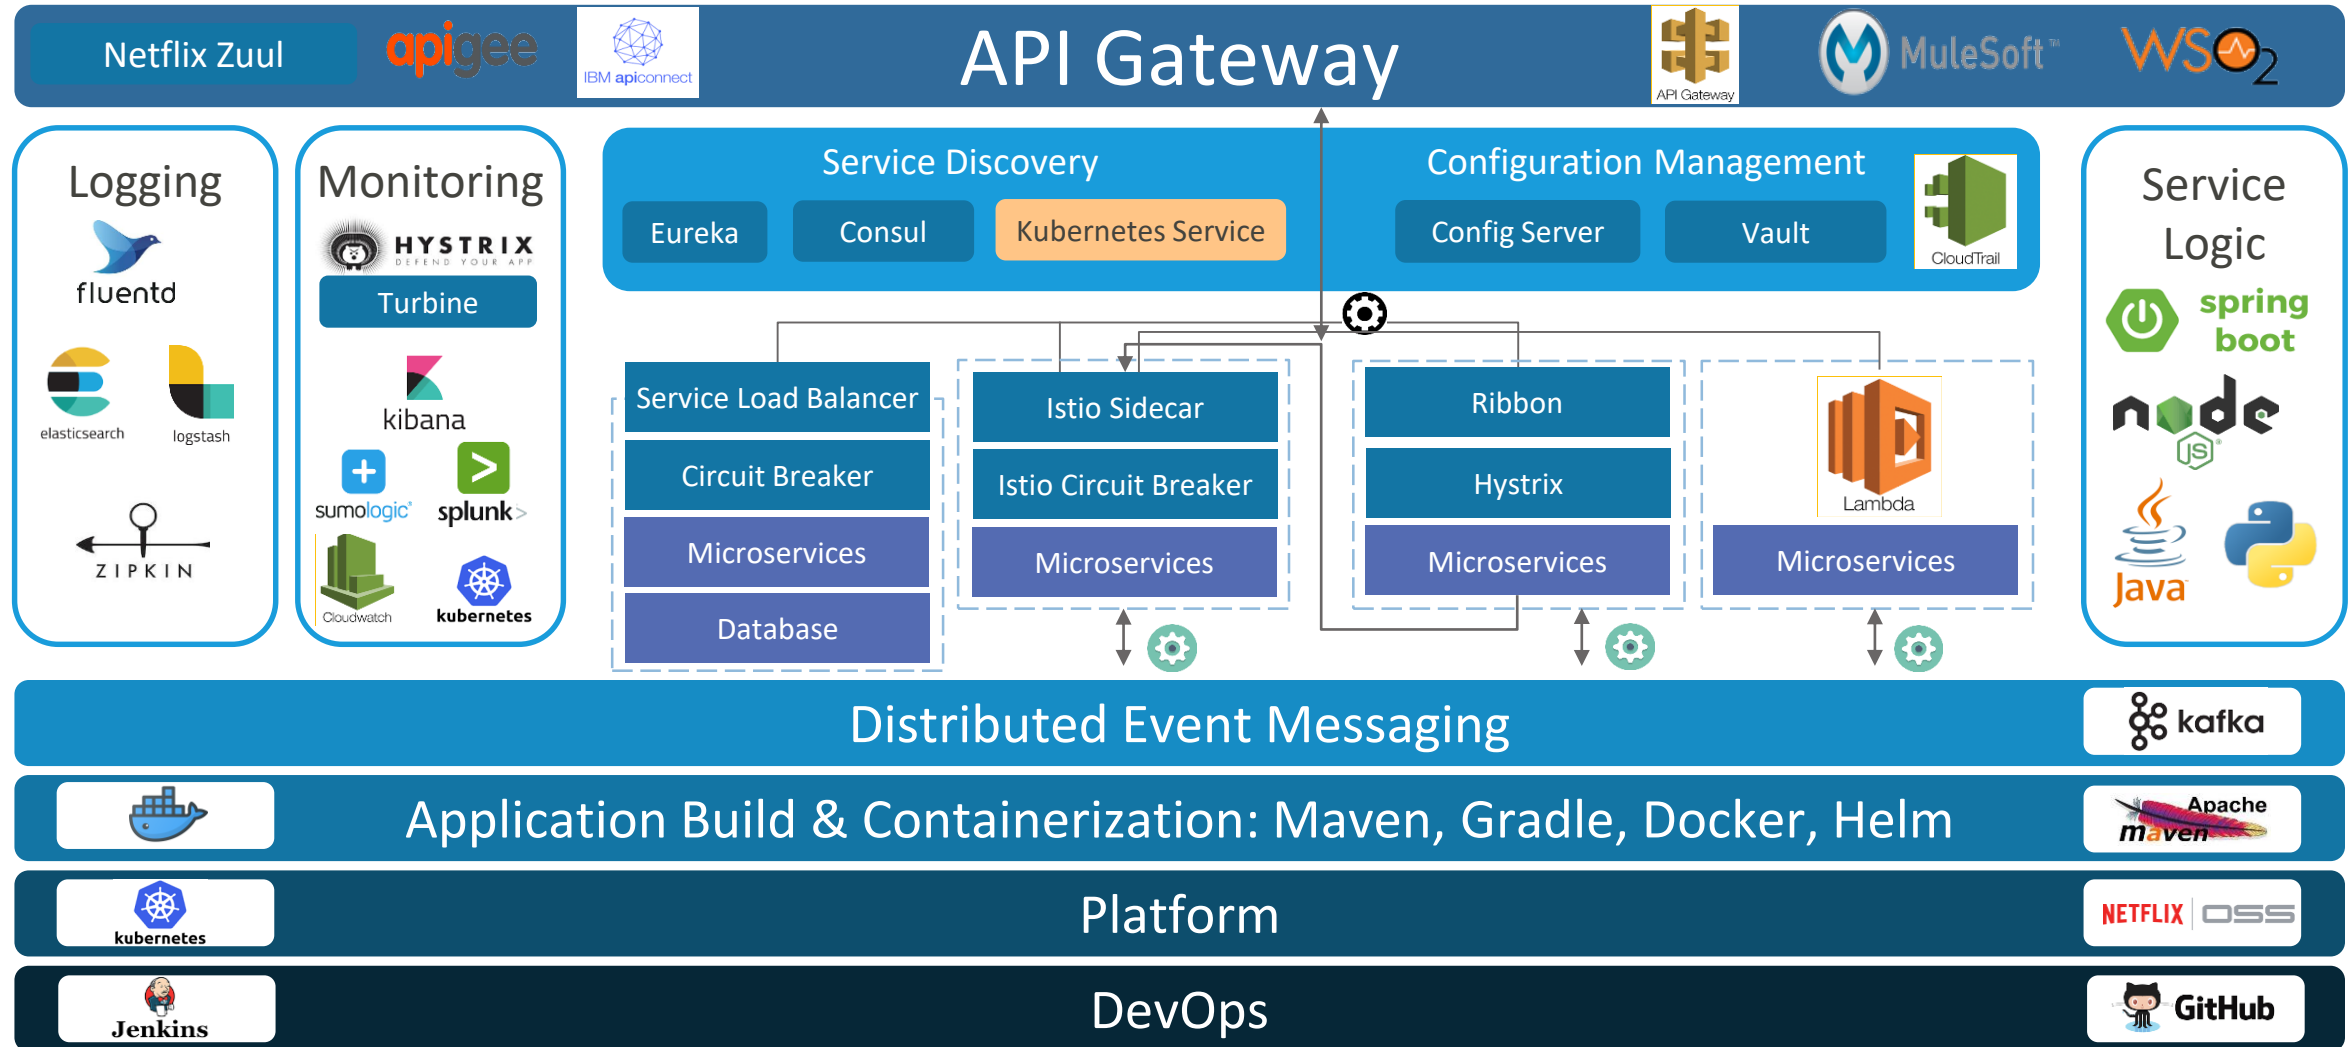 Netflix Zuul
apigee
IBM apiconnect
API Gateway
API Gateway
MuleSoft™
WSO2
Logging
fluentd
elasticsearch
logstash
ZIPKIN
Monitoring
HYSTRIX
DEFEND YOUR APP
Turbine
kibana
sumologic
splunk>
Cloudwatch
kubernetes
Service Discovery
Eureka
Consul
Kubernetes Service
Configuration Management
Config Server
Vault
CloudTrail
Service Load Balancer
Circuit Breaker
Microservices
Database
Istio Sidecar
Istio Circuit Breaker
Microservices
Ribbon
Hystrix
Microservices
Lambda
Microservices
Service
Logic
spring
boot
node
JS®
Java
Distributed Event Messaging
kafka
Application Build & Containerization: Maven, Gradle, Docker, Helm
Apache
maven
kubernetes
Platform
NETFLIX | OSS
Jenkins
DevOps
GitHub